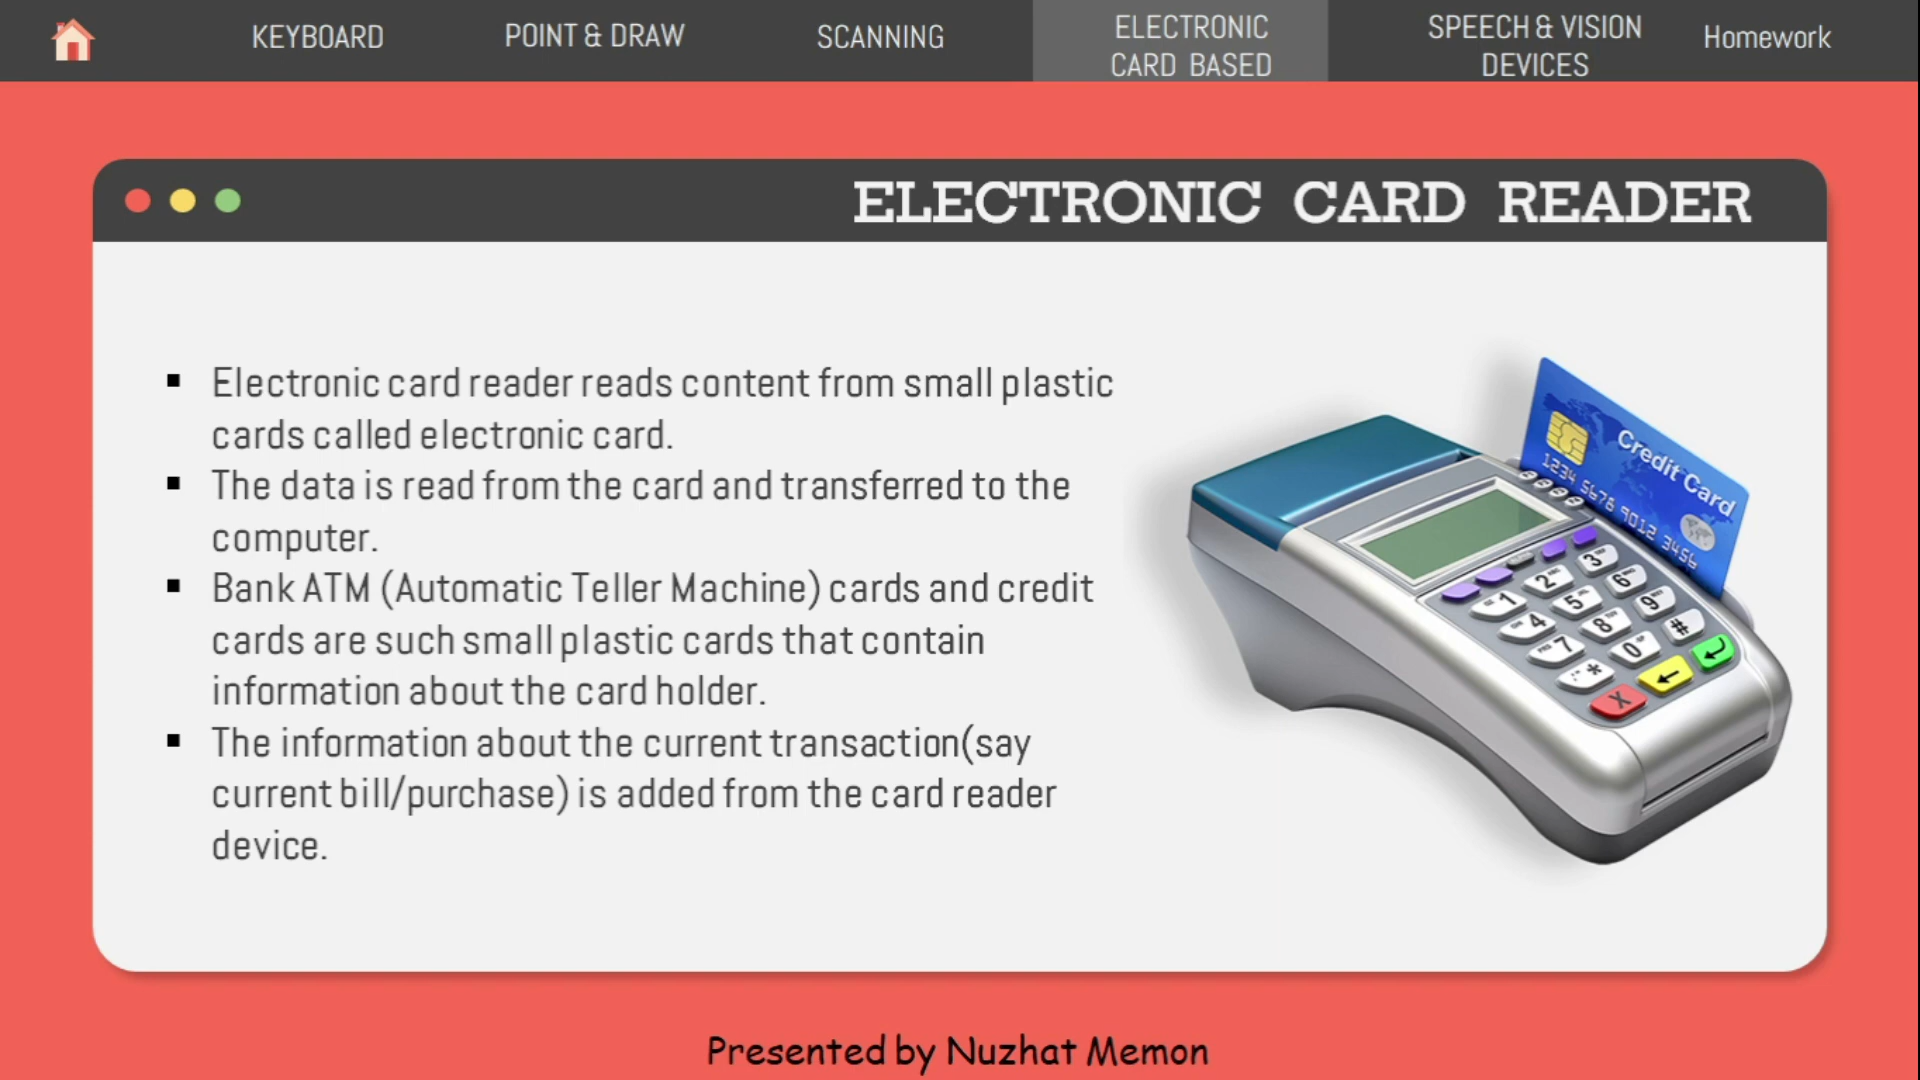 KEYBOARD
POINT & DRAW
SCANNING
ELECTRONIC
CARD BASED
SPEECH & VISION
DEVICES
Homework
ELECTRONIC CARD READER
▪ Electronic card reader reads content from small plastic
cards called electronic card.
▪ The data is read from the card and transferred to the
computer.
▪ Bank ATM (Automatic Teller Machine) cards and credit
cards are such small plastic cards that contain
information about the card holder.
▪ The information about the current transaction(say
current bill/purchase) is added from the card reader
device.
Credit Card
1234 5678 9012 3456
1 2 3
4 5 6
7 8 9
* 0 #
X
Presented by Nuzhat Memon